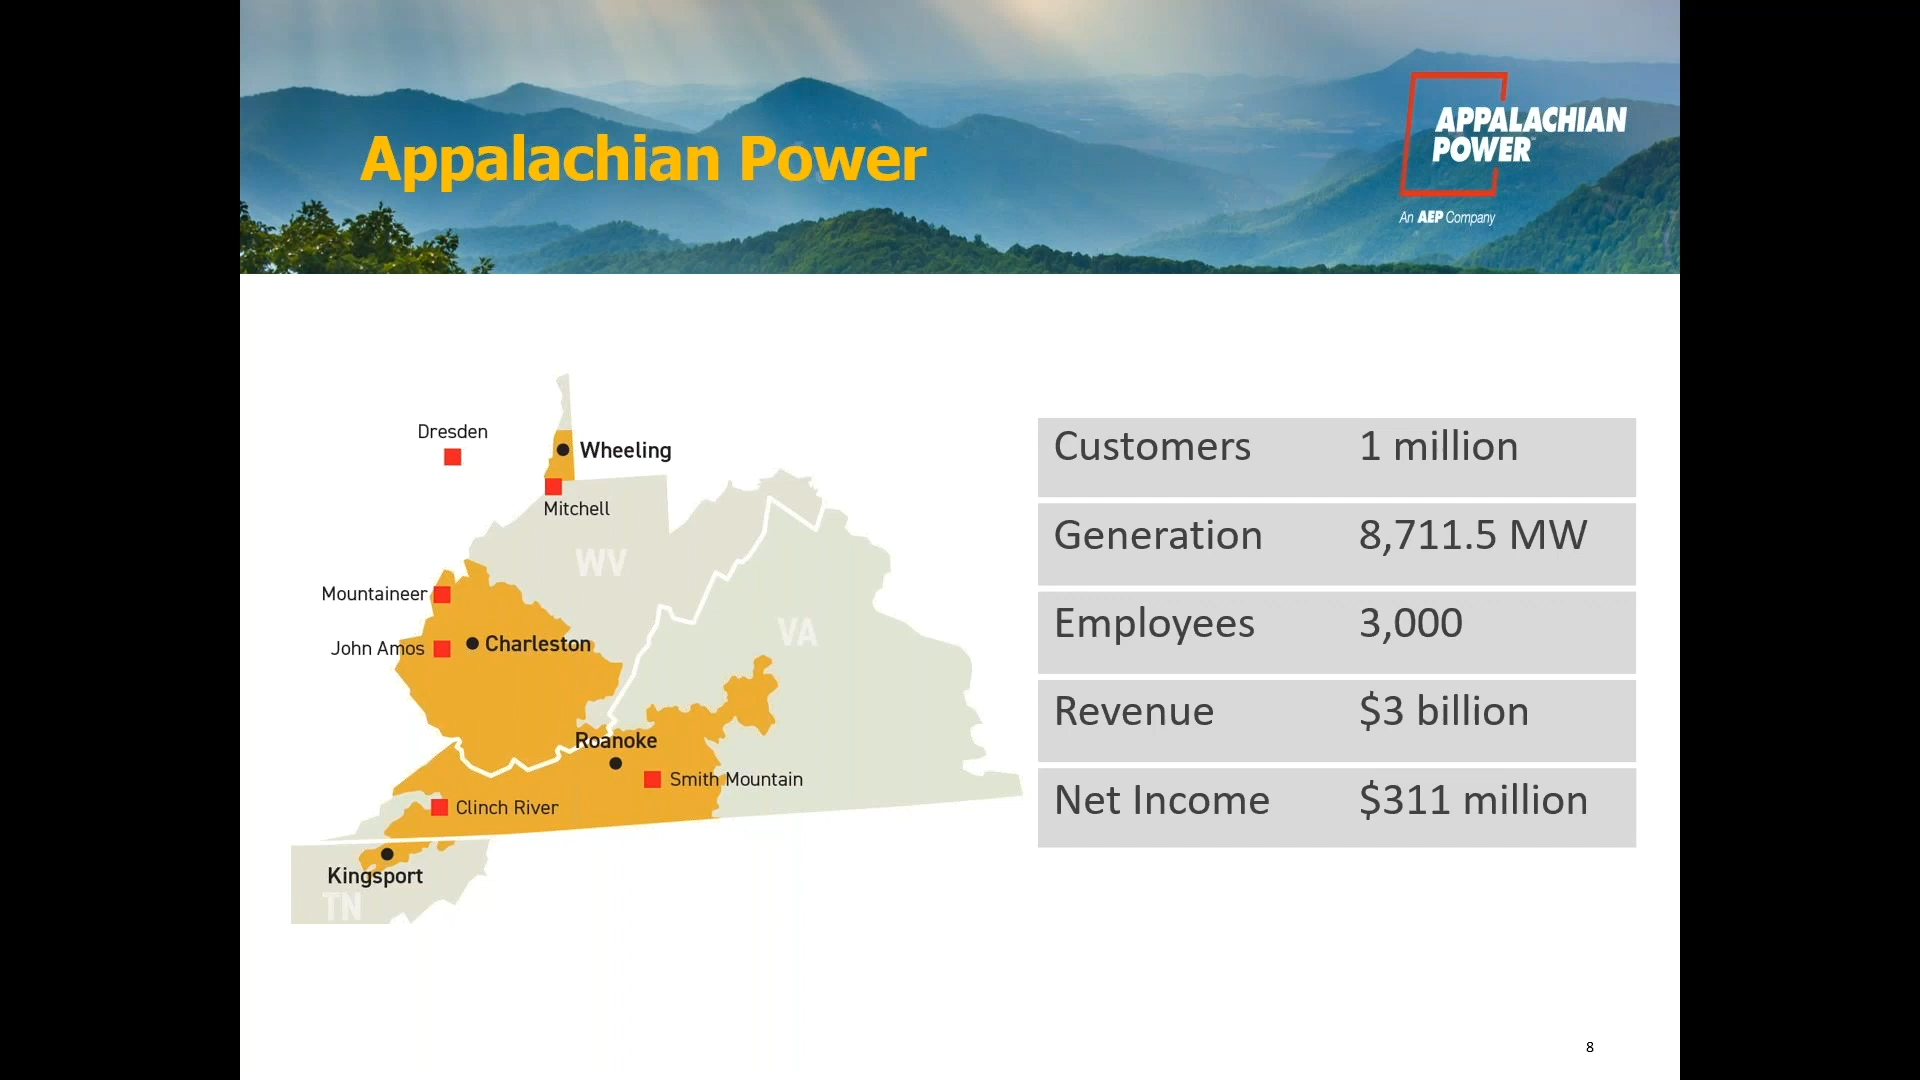 Appalachian Power
APPALACHIAN
POWER
An AEP Company
Dresden
Wheeling
Mitchell
WV
Mountaineer
VA
Charleston
John Amos
Roanoke
Smith Mountain
Clinch River
Kingsport
TN
Customers 1 million
Generation 8,711.5 MW
Employees 3,000
Revenue $3 billion
Net Income $311 million
8